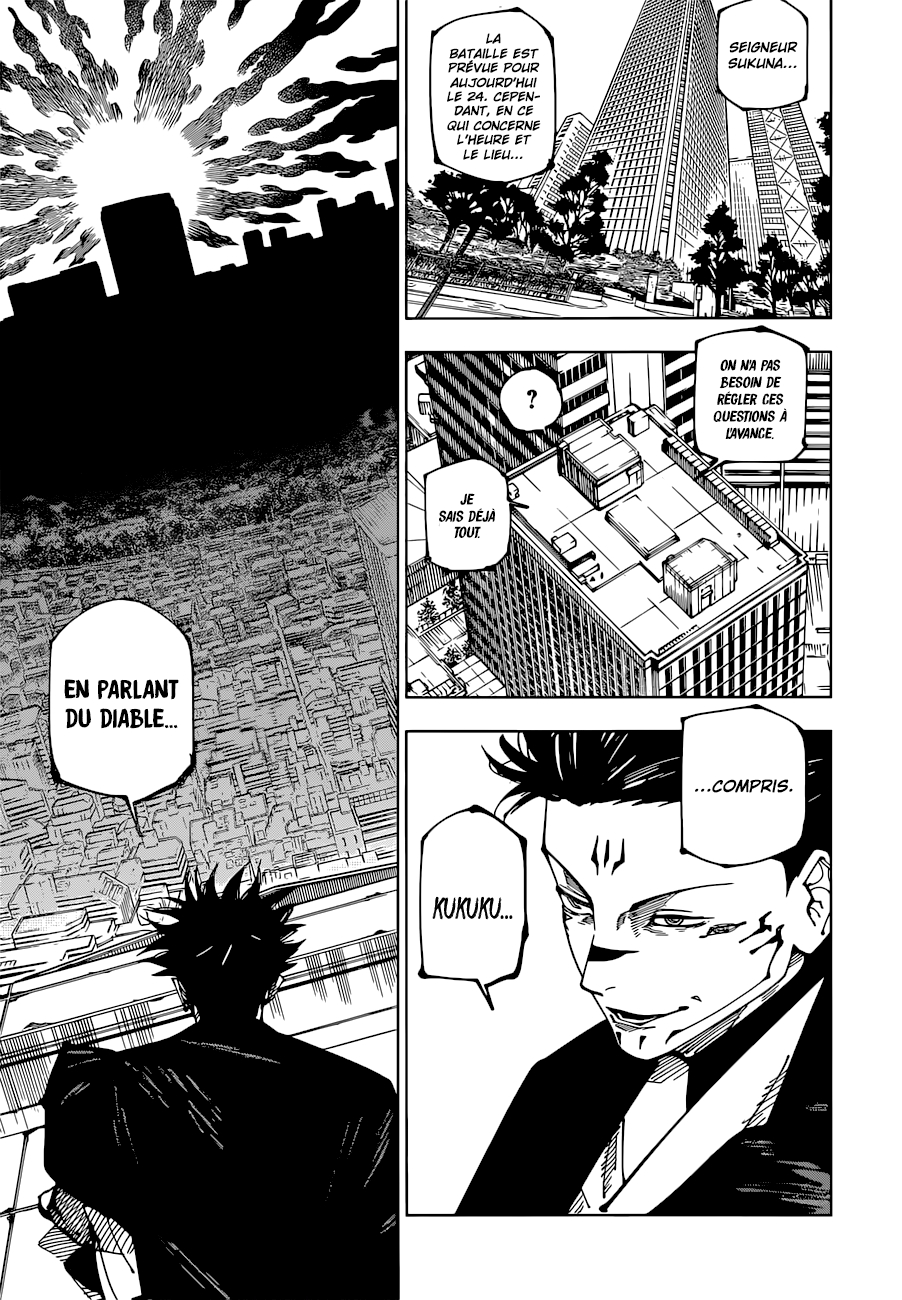 SEIGNEUR
SUKUNA...
LA
BATAILLE EST
PRÉVUE POUR
AUJOURD'HUI
LE 24. CEPEN-
DANT, EN CE
QUI CONCERNE
L'HEURE ET
LE LIEU...
ON N'A PAS
BESOIN DE
RÉGLER CES
QUESTIONS À
L'AVANCE.
?
JE
SAIS DÉJÀ
TOUT.
...COMPRIS.
KUKUKU...
EN PARLANT
DU DIABLE...